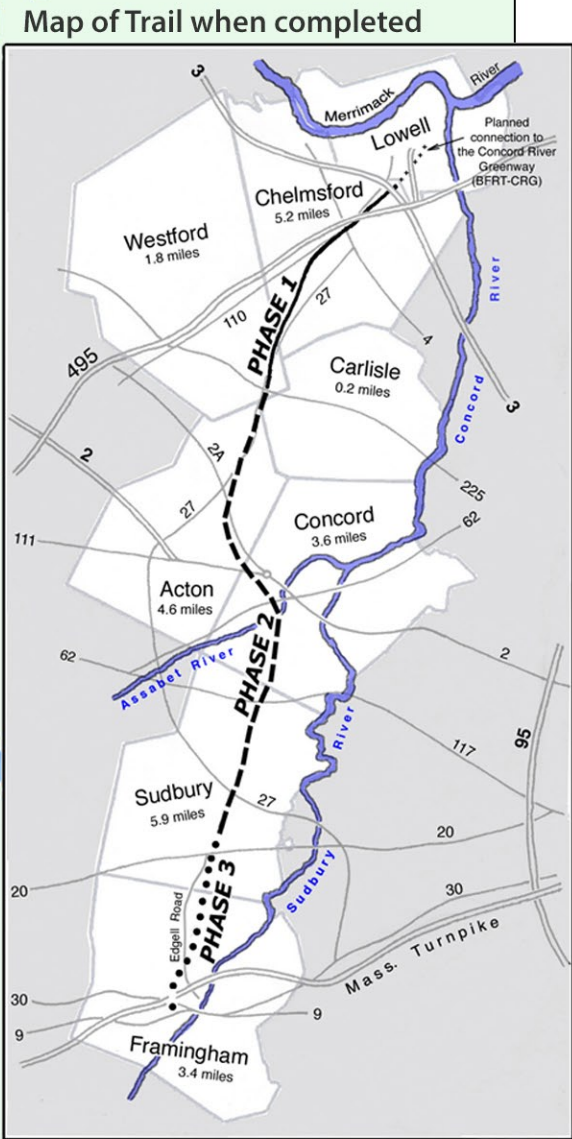 Map of Trail when completed
3
Merrimack
River
Lowell
Planned
connection to
the Concord River
Greenway
(BFRT-CRG)
Chelmsford
5.2 miles
Westford
1.8 miles
River
PHASE 1
27
110
4
Carlisle
0.2 miles
495
Concord
3
2
2A
225
27
Concord
3.6 miles
62
111
Acton
4.6 miles
PHASE 2
62
Assabet River
2
River
117
95
Sudbury
5.9 miles
27
20
20
Sudbury
PHASE 3
Edgell Road
30
Mass. Turnpike
30
9
9
Framingham
3.4 miles